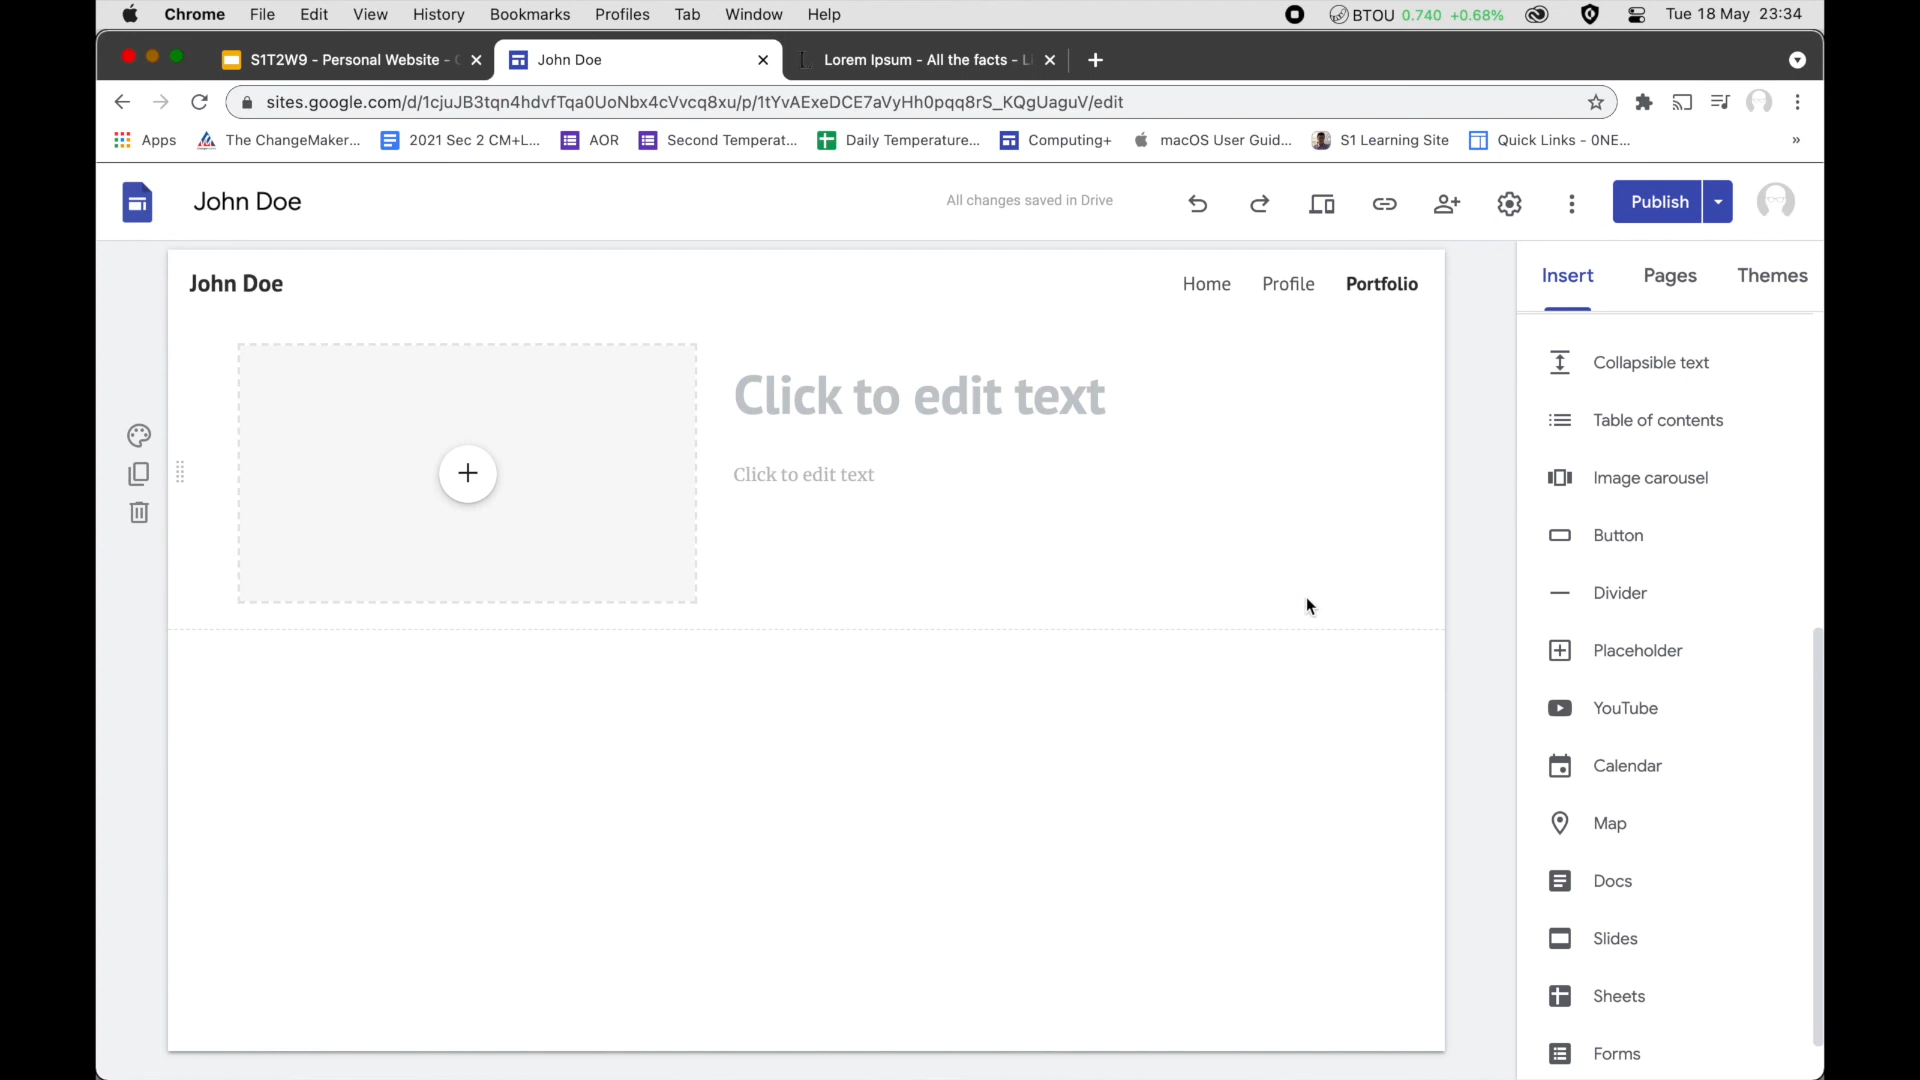 Chrome File Edit View History Bookmarks Profiles Tab Window Help BTOU 0.740 +0.68% Tue 18 May 23:34
S1T2W9 - Personal Website - John Doe Lorem Ipsum - All the facts - Li
sites.google.com/d/1cjuJB3tqn4hdvfTqa0UoNbx4cVvcq8xu/p/1tYvAExeDCE7aVyHh0pqq8rS_KQgUaguV/edit
Apps The ChangeMaker... 2021 Sec 2 CM+L... AOR Second Temperat... Daily Temperature... Computing+ macOS User Guid... S1 Learning Site Quick Links - 0NE... »
John Doe All changes saved in Drive Publish
John Doe Home Profile Portfolio
Click to edit text
Click to edit text
Insert Pages Themes
Collapsible text
Table of contents
Image carousel
Button
Divider
Placeholder
YouTube
Calendar
Map
Docs
Slides
Sheets
Forms